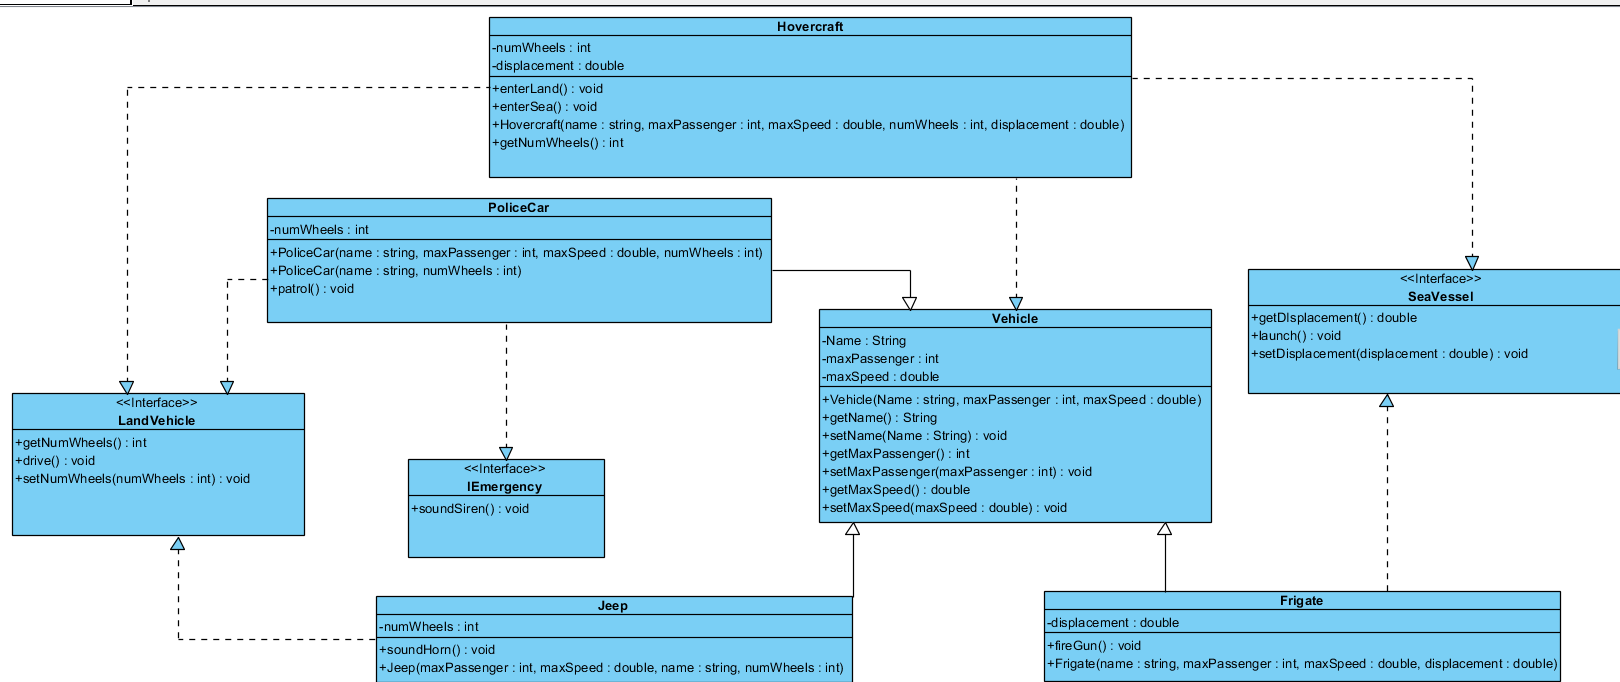 Hovercraft
-numWheels : int
-displacement : double
+enterLand() : void
+enterSea() : void
+Hovercraft(name : string, maxPassenger : int, maxSpeed : double, numWheels : int, displacement : double)
+getNumWheels() : int
PoliceCar
-numWheels : int
+PoliceCar(name : string, maxPassenger : int, maxSpeed : double, numWheels : int)
+PoliceCar(name : string, numWheels : int)
+patrol() : void
<<Interface>>
SeaVessel
+getDIsplacement() : double
+launch() : void
+setDisplacement(displacement : double) : void
Vehicle
-Name : String
-maxPassenger : int
-maxSpeed : double
+Vehicle(Name : string, maxPassenger : int, maxSpeed : double)
+getName() : String
+setName(Name : String) : void
+getMaxPassenger() : int
+setMaxPassenger(maxPassenger : int) : void
+getMaxSpeed() : double
+setMaxSpeed(maxSpeed : double) : void
<<Interface>>
LandVehicle
+getNumWheels() : int
+drive() : void
+setNumWheels(numWheels : int) : void
<<Interface>>
IEmergency
+soundSiren() : void
Jeep
-numWheels : int
+soundHorn() : void
+Jeep(maxPassenger : int, maxSpeed : double, name : string, numWheels : int)
Frigate
-displacement : double
+fireGun() : void
+Frigate(name : string, maxPassenger : int, maxSpeed : double, displacement : double)